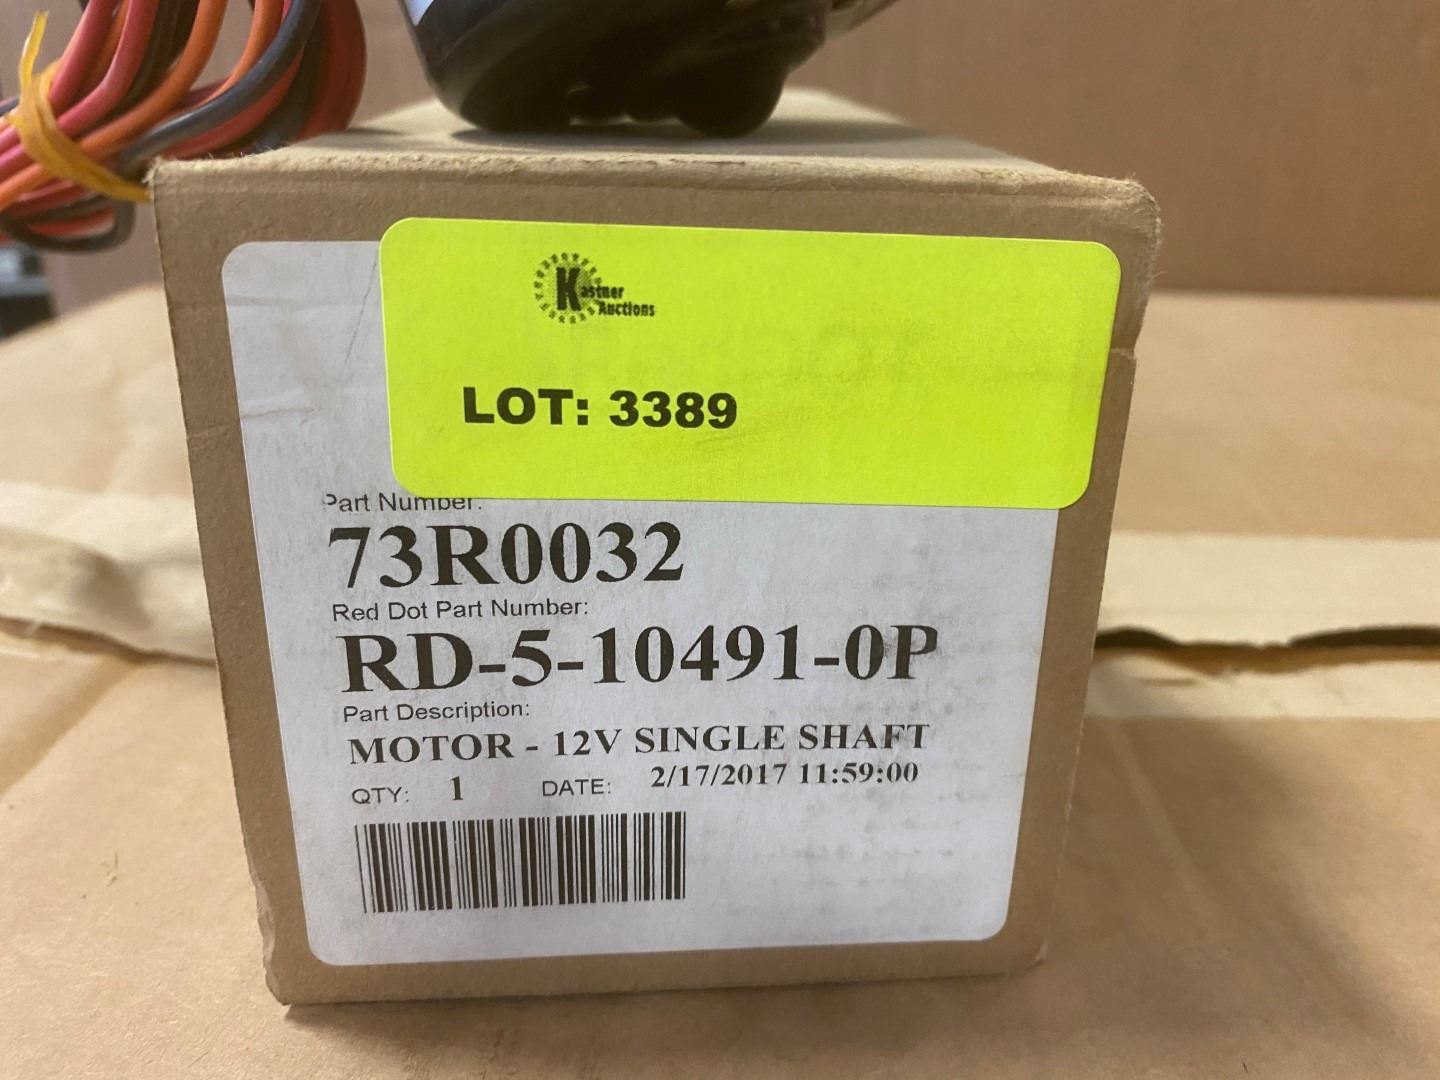 Kastner
Auctions
LOT: 3389
Part Number:
73R0032
Red Dot Part Number:
RD-5-10491-0P
Part Description:
MOTOR - 12V SINGLE SHAFT
QTY: 1 DATE: 2/17/2017 11:59:00